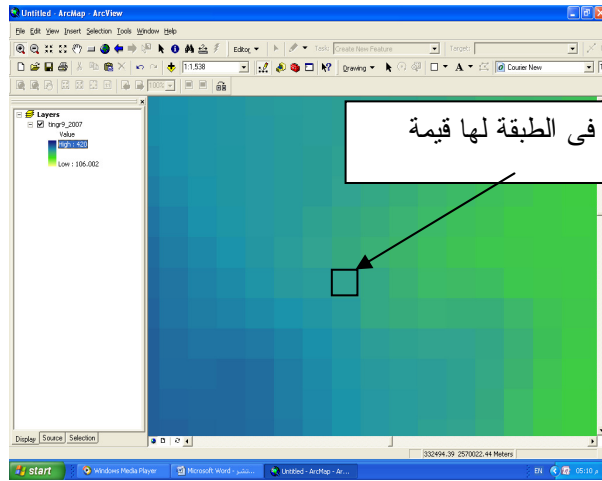 Untitled - ArcMap - ArcView
File Edit View Insert Selection Tools Window Help
Editor Task: Create New Feature Target:
1:1,538 Drawing A Courier New
100%
Layers
tingr9_2007
Value
High : 420
Low : 106.002
فى الطبقة لها قيمة
Display Source Selection
332494.39 2570022.44 Meters
start Windows Media Player Microsoft Word - Untitled - ArcMap - Ar... EN 05:10 م